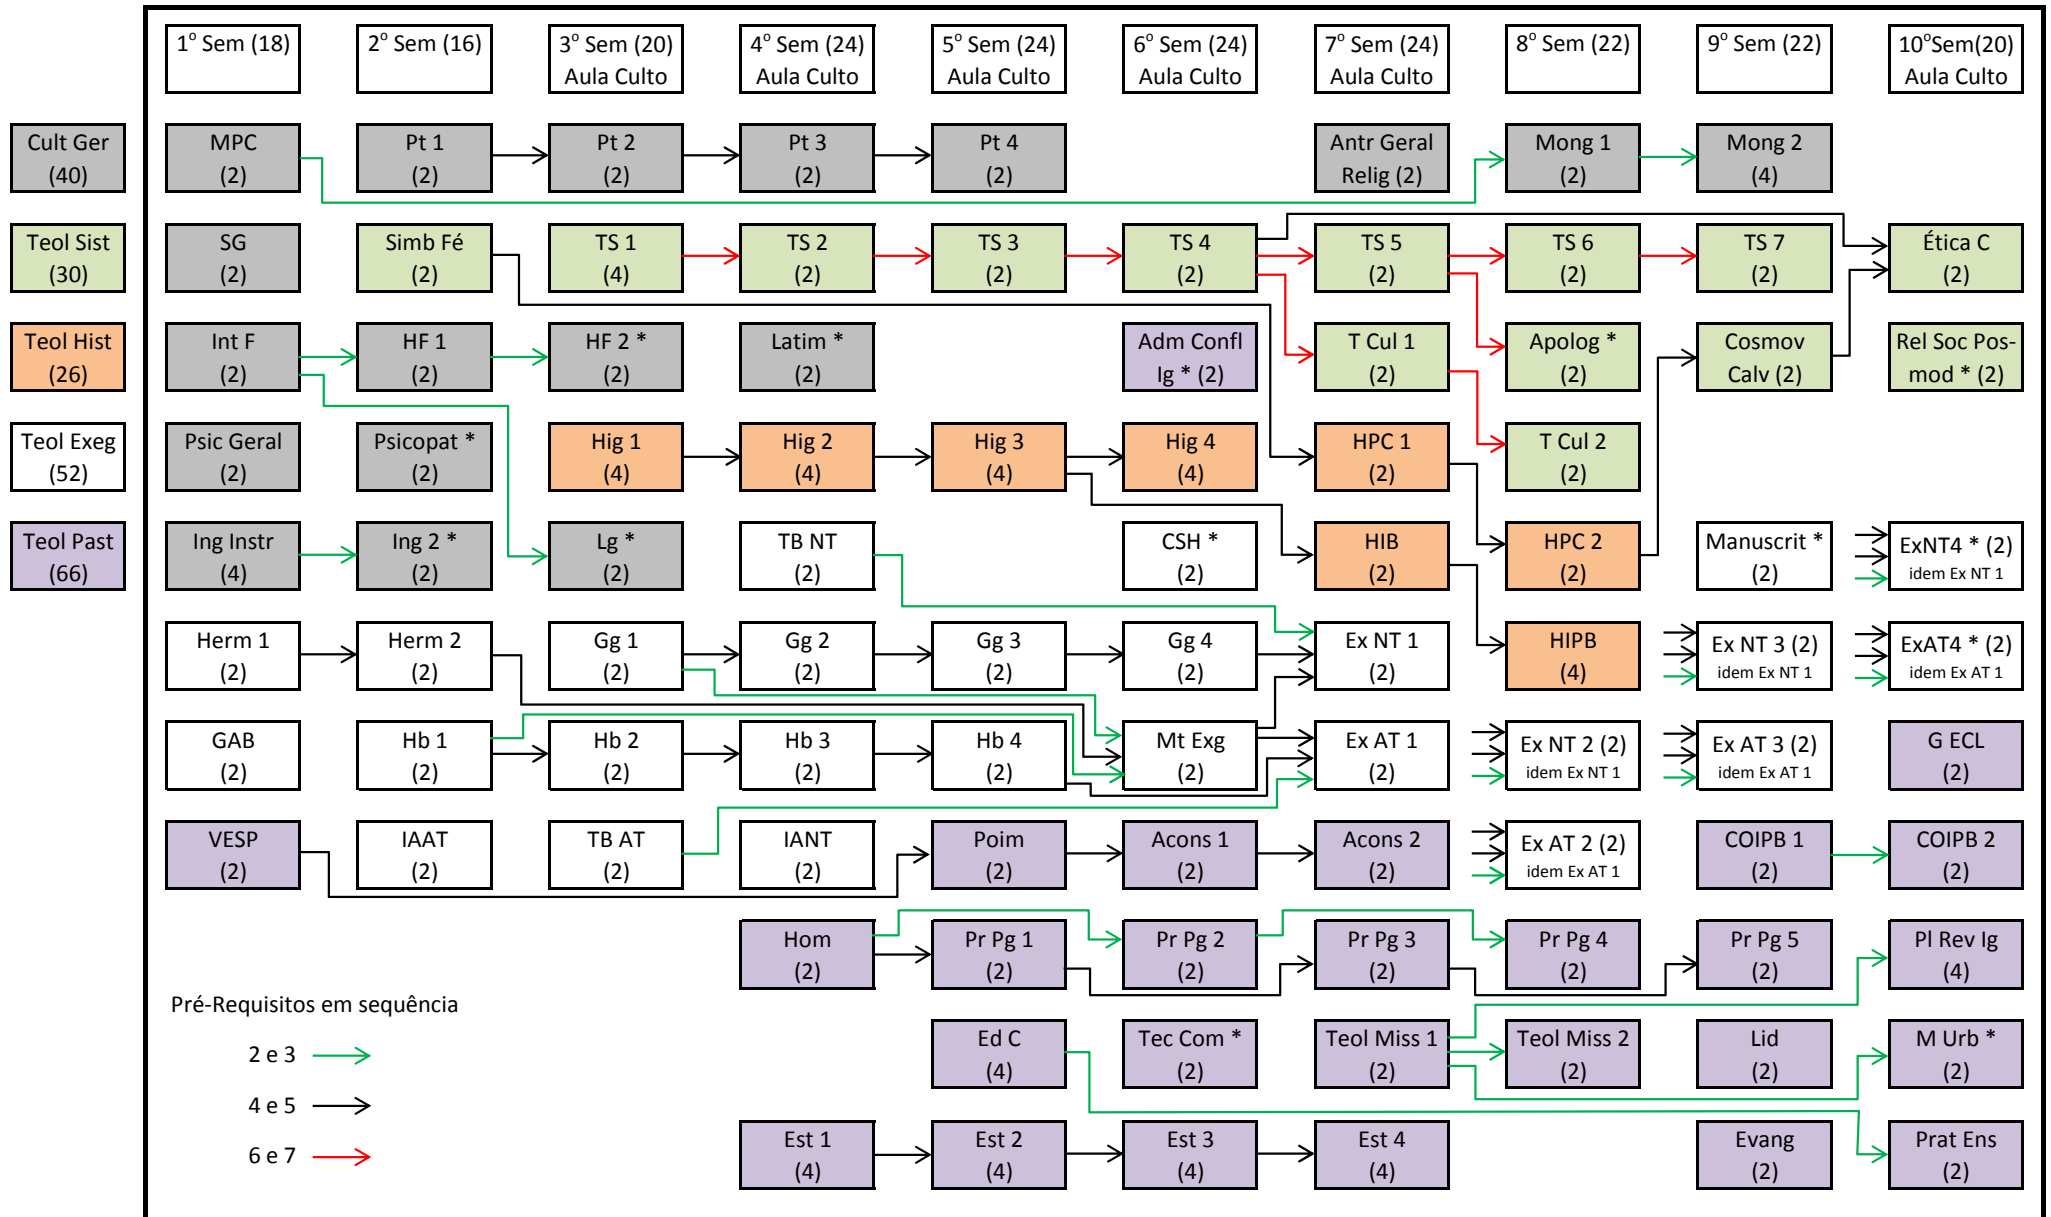 1º Sem (18)
2º Sem (16)
3º Sem (20)
Aula Culto
4º Sem (24)
Aula Culto
5º Sem (24)
Aula Culto
6º Sem (24)
Aula Culto
7º Sem (24)
Aula Culto
8º Sem (22)
9º Sem (22)
10ºSem(20)
Aula Culto
Cult Ger
(40)
MPC
(2)
Pt 1
(2)
Pt 2
(2)
Pt 3
(2)
Pt 4
(2)
Antr Geral
Relig (2)
Mong 1
(2)
Mong 2
(4)
Teol Sist
(30)
SG
(2)
Simb Fé
(2)
TS 1
(4)
TS 2
(2)
TS 3
(2)
TS 4
(2)
TS 5
(2)
TS 6
(2)
TS 7
(2)
Ética C
(2)
Teol Hist
(26)
Int F
(2)
HF 1
(2)
HF 2 *
(2)
Latim *
(2)
Adm Confl
Ig * (2)
T Cul 1
(2)
Apolog *
(2)
Cosmov
Calv (2)
Rel Soc Pos-
mod * (2)
Teol Exeg
(52)
Psic Geral
(2)
Psicopat *
(2)
Hig 1
(4)
Hig 2
(4)
Hig 3
(4)
Hig 4
(4)
HPC 1
(2)
T Cul 2
(2)
Teol Past
(66)
Ing Instr
(4)
Ing 2 *
(2)
Lg *
(2)
TB NT
(2)
CSH *
(2)
HIB
(2)
HPC 2
(2)
Manuscrit *
(2)
ExNT4 * (2)
idem Ex NT 1
Herm 1
(2)
Herm 2
(2)
Gg 1
(2)
Gg 2
(2)
Gg 3
(2)
Gg 4
(2)
Ex NT 1
(2)
HIPB
(4)
Ex NT 3 (2)
idem Ex NT 1
ExAT4 * (2)
idem Ex AT 1
GAB
(2)
Hb 1
(2)
Hb 2
(2)
Hb 3
(2)
Hb 4
(2)
Mt Exg
(2)
Ex AT 1
(2)
Ex NT 2 (2)
idem Ex NT 1
Ex AT 3 (2)
idem Ex AT 1
G ECL
(2)
VESP
(2)
IAAT
(2)
TB AT
(2)
IANT
(2)
Poim
(2)
Acons 1
(2)
Acons 2
(2)
Ex AT 2 (2)
idem Ex AT 1
COIPB 1
(2)
COIPB 2
(2)
Hom
(2)
Pr Pg 1
(2)
Pr Pg 2
(2)
Pr Pg 3
(2)
Pr Pg 4
(2)
Pr Pg 5
(2)
Pl Rev Ig
(4)
Pré-Requisitos em sequência
2 e 3
4 e 5
6 e 7
Ed C
(4)
Tec Com *
(2)
Teol Miss 1
(2)
Teol Miss 2
(2)
Lid
(2)
M Urb *
(2)
Est 1
(4)
Est 2
(4)
Est 3
(4)
Est 4
(4)
Evang
(2)
Prat Ens
(2)